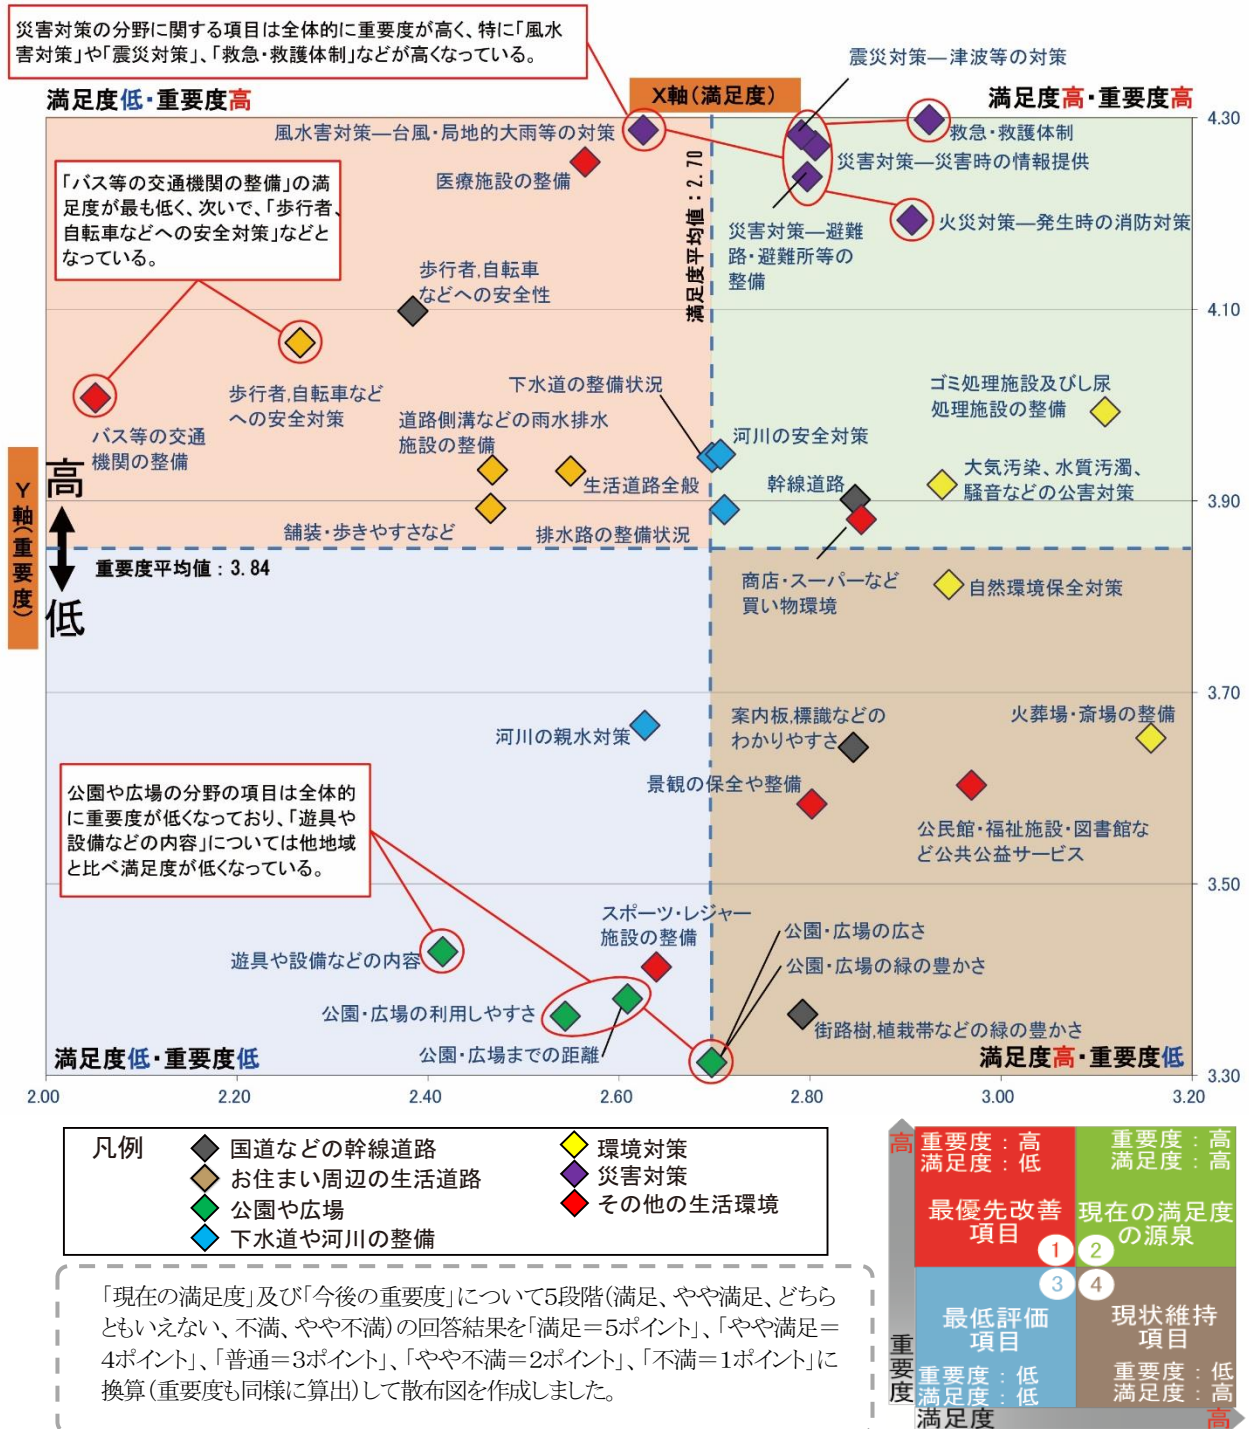 災害対策の分野に関する項目は全体的に重要度が高く、特に「風水
害対策」や「震災対策」、「救急・救護体制」などが高くなっている。
震災対策―津波等の対策
X軸(満足度)
満足度低・重要度高
満足度高・重要度高
4.30
風水害対策―台風・局地的大雨等の対策
救急・救護体制
医療施設の整備
災害対策―災害時の情報提供
満足度平均値:2.70
「バス等の交通機関の整備」の満
足度が最も低く、次いで、「歩行者、
自転車などへの安全対策」などと
なっている。
災害対策―避難
路・避難所等の
整備
火災対策―発生時の消防対策
歩行者,自転車
などへの安全性
4.10
下水道の整備状況
ゴミ処理施設及びし尿
処理施設の整備
歩行者,自転車など
への安全対策
道路側溝などの雨水排水
施設の整備
河川の安全対策
バス等の交通
機関の整備
生活道路全般
幹線道路
大気汚染、水質汚濁、
騒音などの公害対策
3.90
舗装・歩きやすさなど
排水路の整備状況
Y軸(重要度)
高
低
重要度平均値:3.84
商店・スーパーなど
買い物環境
自然環境保全対策
3.70
河川の親水対策
案内板,標識などの
わかりやすさ
火葬場・斎場の整備
景観の保全や整備
公園や広場の分野の項目は全体的
に重要度が低くなっており、「遊具や
設備などの内容」については他地域
と比べ満足度が低くなっている。
公民館・福祉施設・図書館な
ど公共公益サービス
3.50
スポーツ・レジャー
施設の整備
公園・広場の広さ
遊具や設備などの内容
公園・広場の緑の豊かさ
公園・広場の利用しやすさ
街路樹,植栽帯などの緑の豊かさ
公園・広場までの距離
満足度低・重要度低
満足度高・重要度低
3.30
2.00
2.20
2.40
2.60
2.80
3.00
3.20
凡例
国道などの幹線道路
お住まい周辺の生活道路
公園や広場
下水道や河川の整備
環境対策
災害対策
その他の生活環境
「現在の満足度」及び「今後の重要度」について5段階(満足、やや満足、どちら
ともいえない、不満、やや不満)の回答結果を「満足=5ポイント」、「やや満足=
4ポイント」、「普通=3ポイント」、「やや不満=2ポイント」、「不満=1ポイント」に
換算(重要度も同様に算出)して散布図を作成しました。
高
重要度:高
満足度:低
最優先改善
項目
1
重要度:高
満足度:高
現在の満足度
の源泉
2
3
最低評価
項目
重要度:低
満足度:低
4
現状維持
項目
重要度:低
満足度:高
重要度
満足度
高